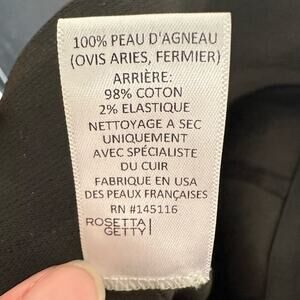 100% PEAU D'AGNEAU
(OVIS ARIES, FERMIER)
ARRIÈRE:
98% COTON
2% ELASTIQUE
NETTOYAGE A SEC
UNIQUEMENT
AVEC SPÉCIALISTE
DU CUIR
FABRIQUE EN USA
DES PEAUX FRANÇAISES
RN #145116
ROSETTA
GETTY